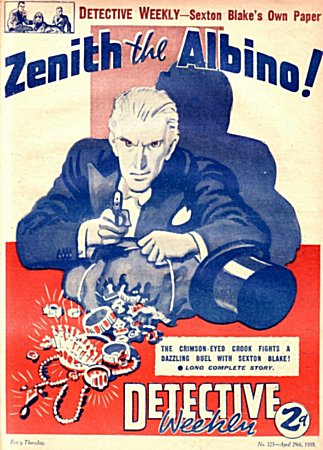 DETECTIVE WEEKLY—SEXTON BLAKE'S OWN PAPER
Zenith the Albino!
THE CRIMSON-EYED CROOK FIGHTS A
DAZZLING DUEL WITH SEXTON BLAKE!
● LONG COMPLETE STORY.
DETECTIVE
Weekly
2d
Every Thursday.
No. 323—April 29th, 1939.